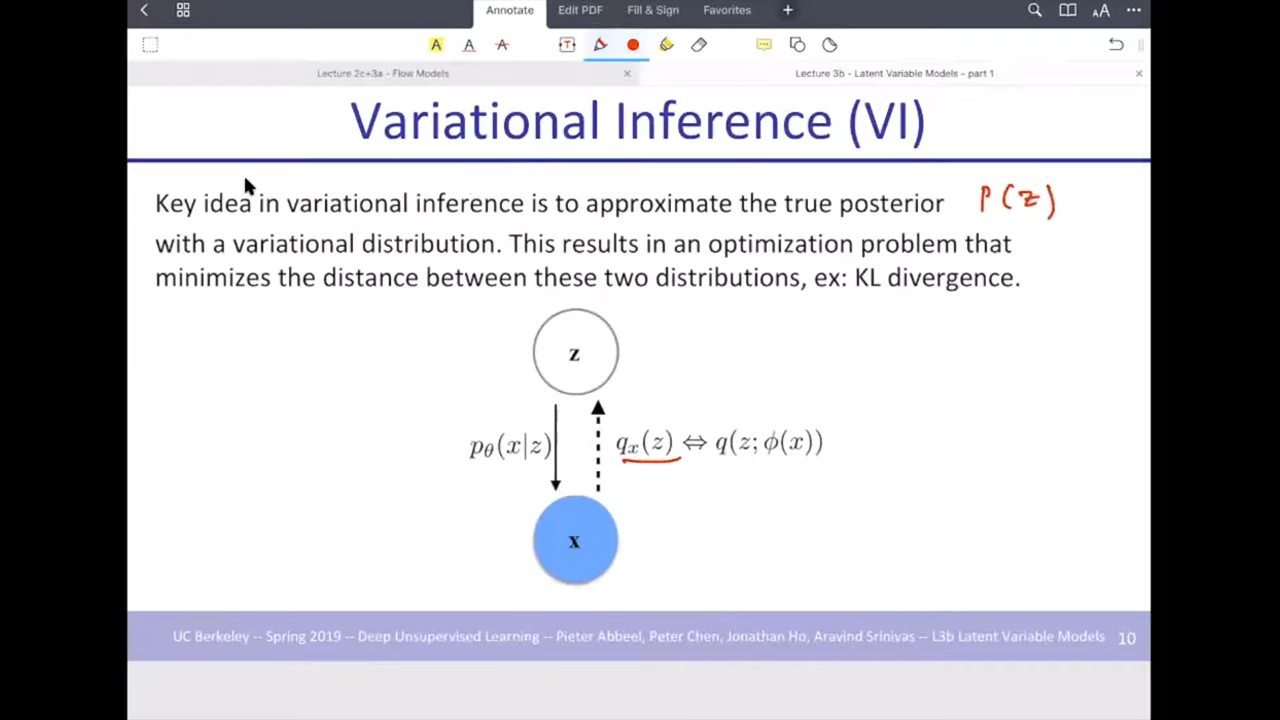 Annotate Edit PDF Fill & Sign Favorites +
Lecture 2c+3a - Flow Models × Lecture 3b - Latent Variable Models - part 1 ×
Variational Inference (VI)
Key idea in variational inference is to approximate the true posterior P(z)
with a variational distribution. This results in an optimization problem that
minimizes the distance between these two distributions, ex: KL divergence.
z
pθ(x|z) qx(z) ⇔ q(z; ϕ(x))
x
UC Berkeley -- Spring 2019 -- Deep Unsupervised Learning -- Pieter Abbeel, Peter Chen, Jonathan Ho, Aravind Srinivas -- L3b Latent Variable Models 10